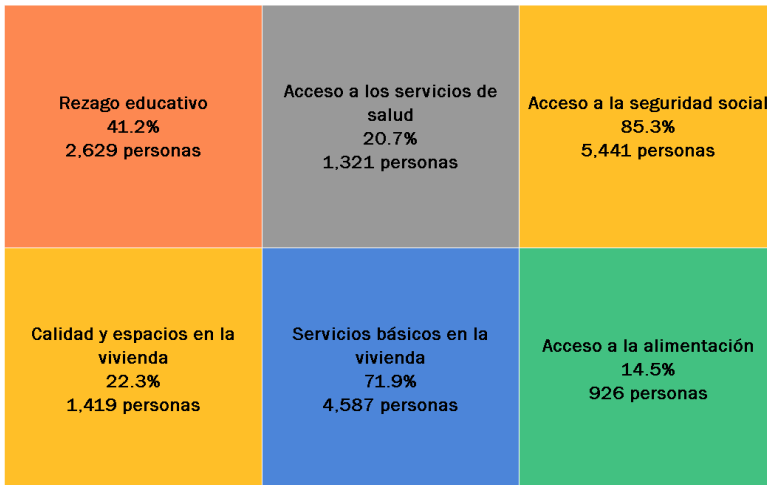 Rezago educativo
41.2%
2,629 personas
Acceso a los servicios de
salud
20.7%
1,321 personas
Acceso a la seguridad social
85.3%
5,441 personas
Calidad y espacios en la
vivienda
22.3%
1,419 personas
Servicios básicos en la
vivienda
71.9%
4,587 personas
Acceso a la alimentación
14.5%
926 personas